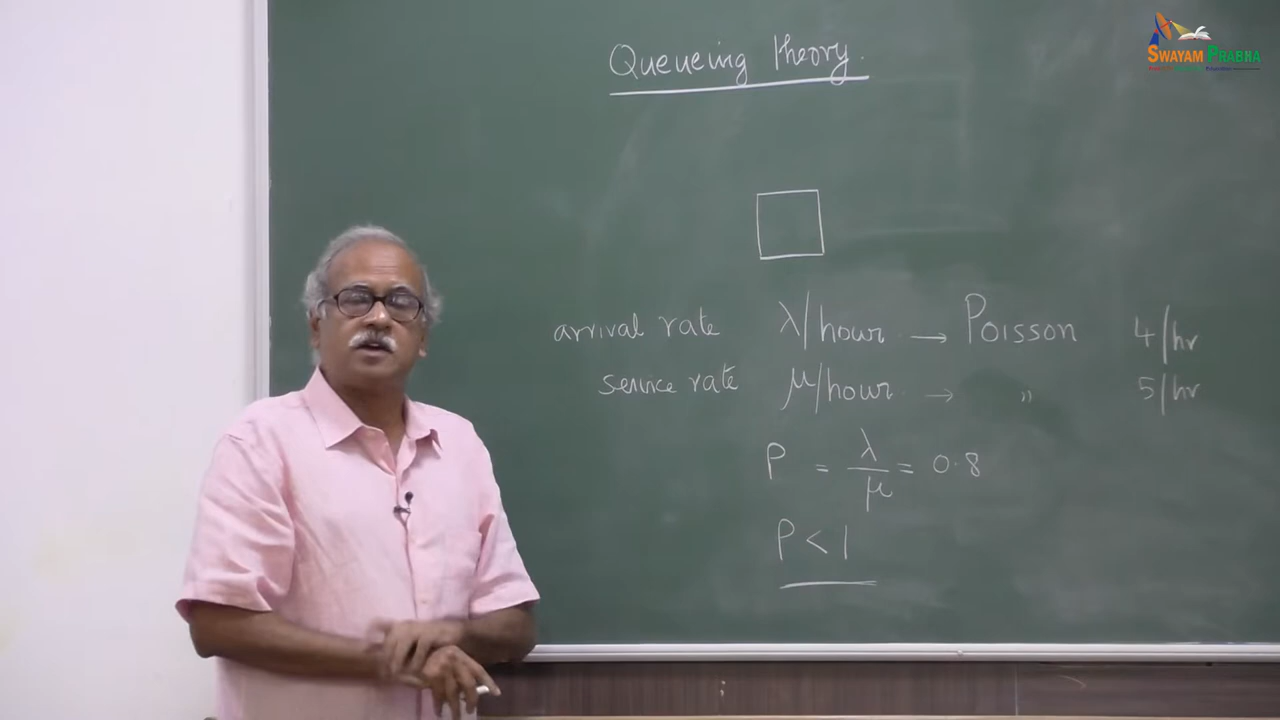 SWAYAM PRABHA
Queueing theory.
arrival rate λ/hour → Poisson 4/hr
service rate μ/hour → " 5/hr
ρ = λ/μ = 0.8
ρ < 1